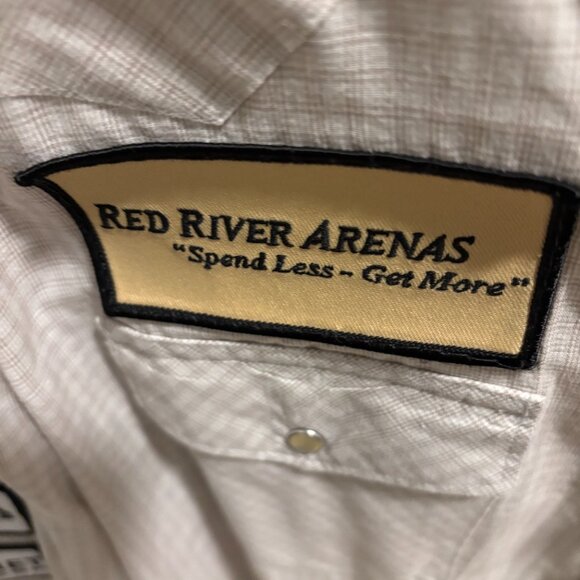 RED RIVER ARENAS
"Spend Less ~ Get More"